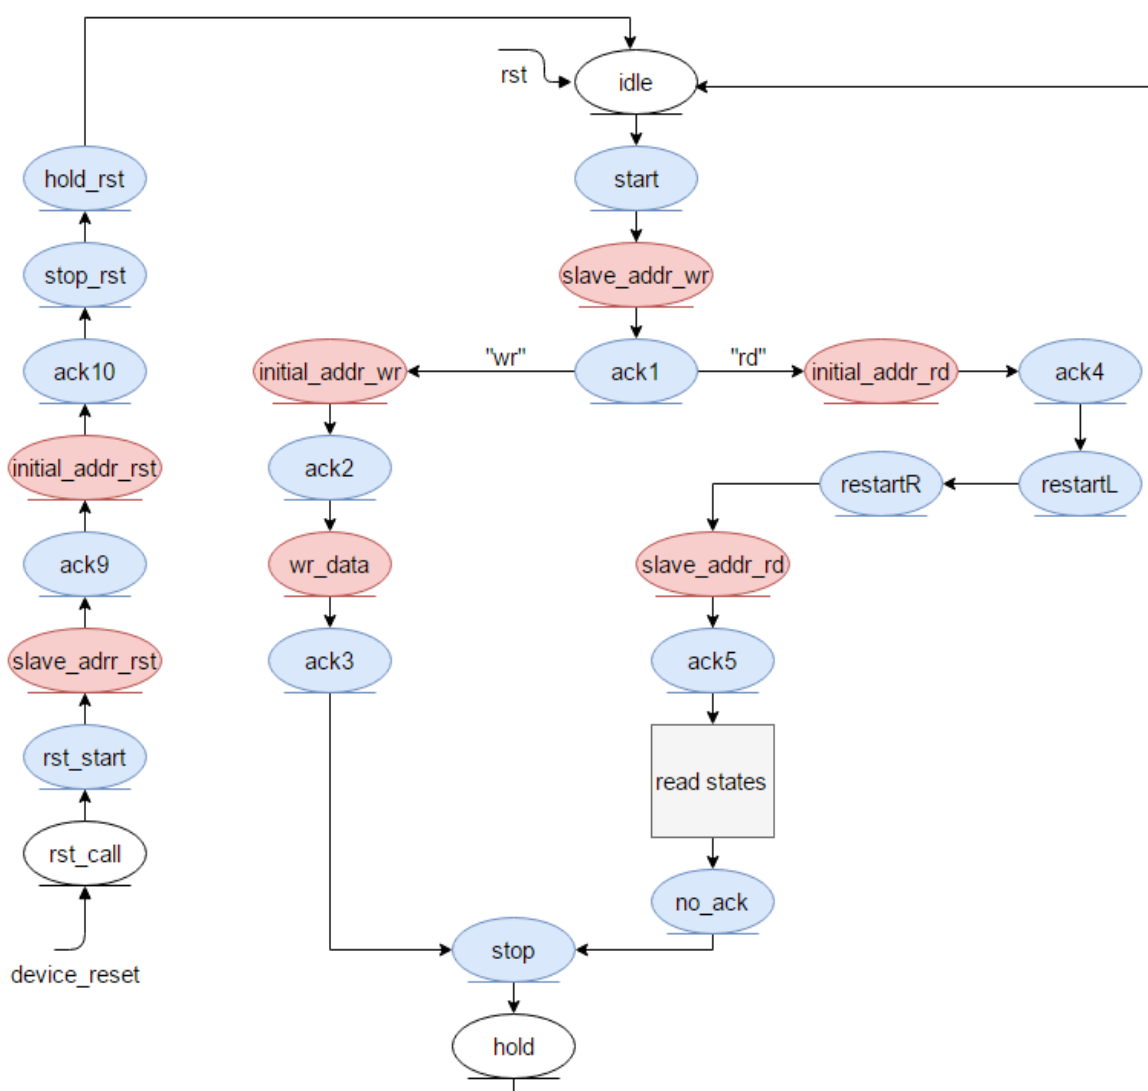 rst
idle
hold_rst
start
stop_rst
slave_addr_wr
"wr"
"rd"
ack10
initial_addr_wr
ack1
initial_addr_rd
ack4
initial_addr_rst
ack2
restartR
restartL
ack9
wr_data
slave_addr_rd
slave_adrr_rst
ack3
ack5
rst_start
read states
rst_call
no_ack
device_reset
stop
hold